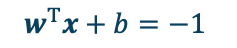 wᵀx + b = −1